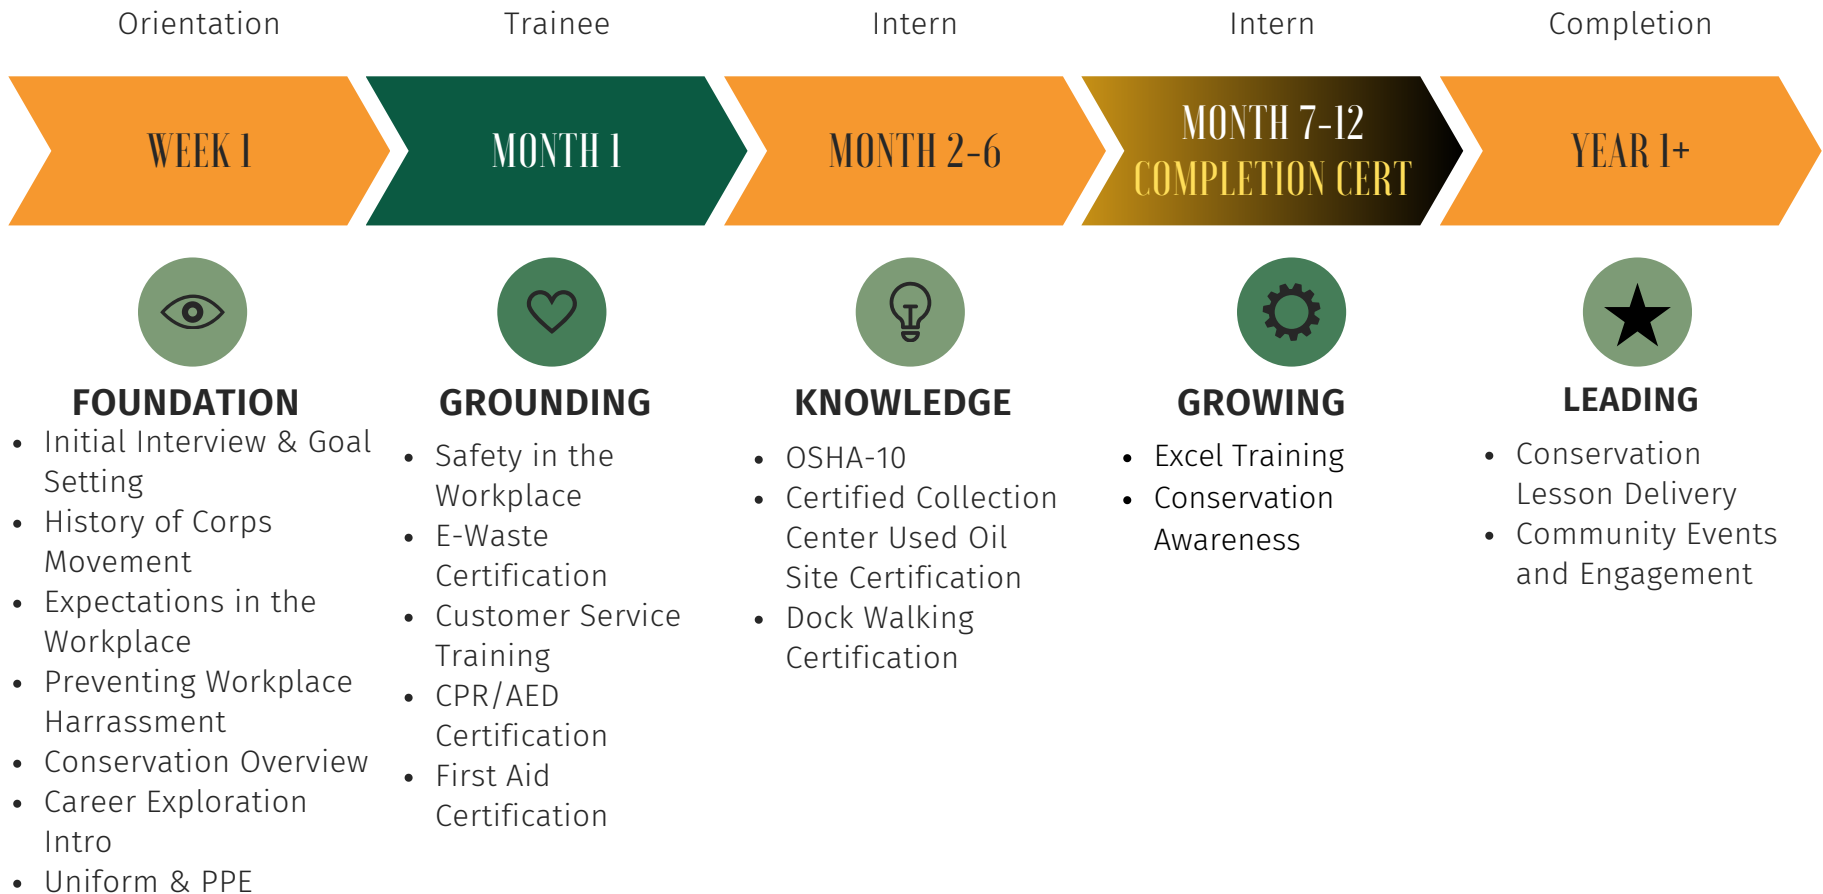 Orientation
Trainee
Intern
Intern
Completion
WEEK 1
MONTH 1
MONTH 2-6
MONTH 7-12
COMPLETION CERT
YEAR 1+
FOUNDATION
• Initial Interview & Goal
Setting
• History of Corps
Movement
• Expectations in the
Workplace
• Preventing Workplace
Harrassment
• Conservation Overview
• Career Exploration
Intro
• Uniform & PPE
GROUNDING
• Safety in the
Workplace
• E-Waste
Certification
• Customer Service
Training
• CPR/AED
Certification
• First Aid
Certification
KNOWLEDGE
• OSHA-10
• Certified Collection
Center Used Oil
Site Certification
• Dock Walking
Certification
GROWING
• Excel Training
• Conservation
Awareness
LEADING
• Conservation
Lesson Delivery
• Community Events
and Engagement